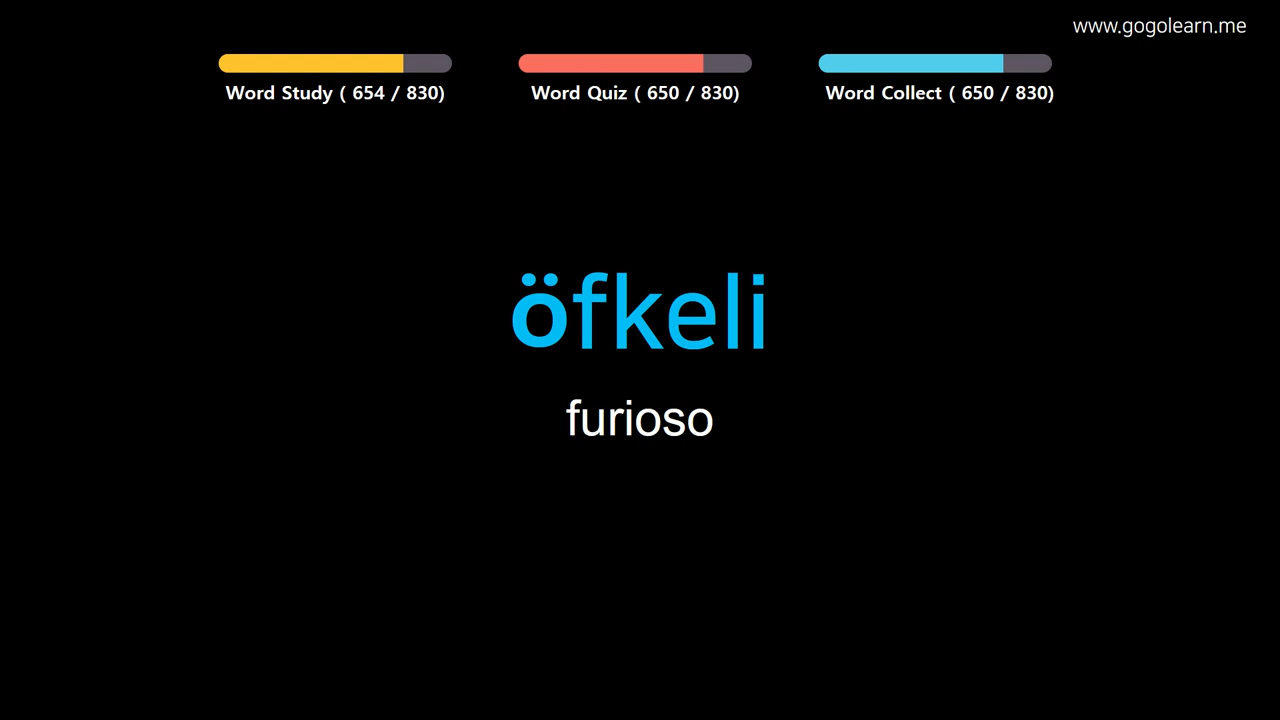 www.gogolearn.me
Word Study ( 654 / 830)
Word Quiz ( 650 / 830)
Word Collect ( 650 / 830)
öfkeli
furioso